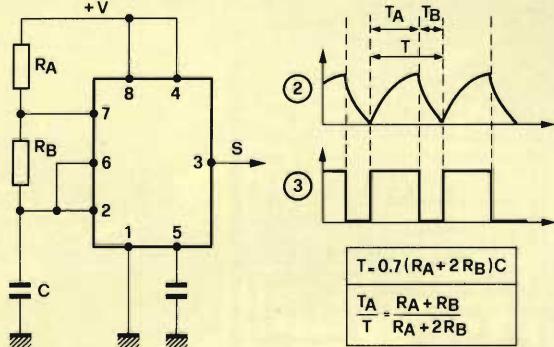 +V
RA
RB
C
8
4
7
6
2
3
S
1
5
TA
TB
T
2
3
T=0.7(RA+2RB)C
TA
T
=
RA+RB
RA+2RB